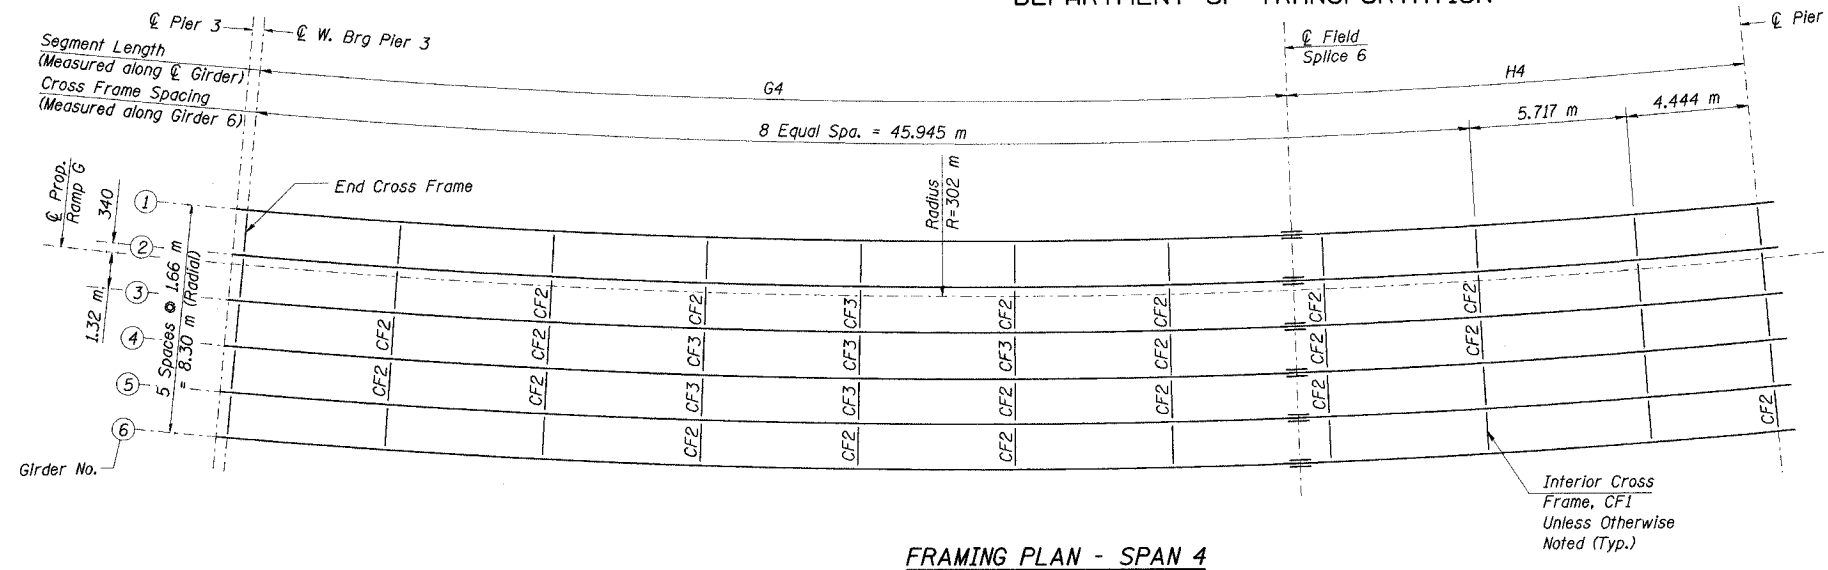 DEPARTMENT OF TRANSPORTATION
℄ Pier 3
℄ W. Brg Pier 3
℄ Field
Splice 6
℄ Pier
Segment Length
(Measured along ℄ Girder)
Cross Frame Spacing
(Measured along Girder 6)
G4
H4
8 Equal Spa. = 45.945 m
5.717 m
4.444 m
℄ Prop.
Ramp G
340
1.32 m
5 Spaces @ 1.66 m
= 8.30 m (Radial)
End Cross Frame
Radius
R=302 m
1
2
3
4
5
6
Girder No.
CF2 CF2 CF3 CF2 CF2 CF2 CF2
CF2 CF2 CF3 CF3 CF3 CF2 CF2 CF2
CF2 CF2 CF3 CF3 CF2 CF2 CF2
CF2 CF2 CF2 CF2
Interior Cross
Frame, CF1
Unless Otherwise
Noted (Typ.)
FRAMING PLAN - SPAN 4